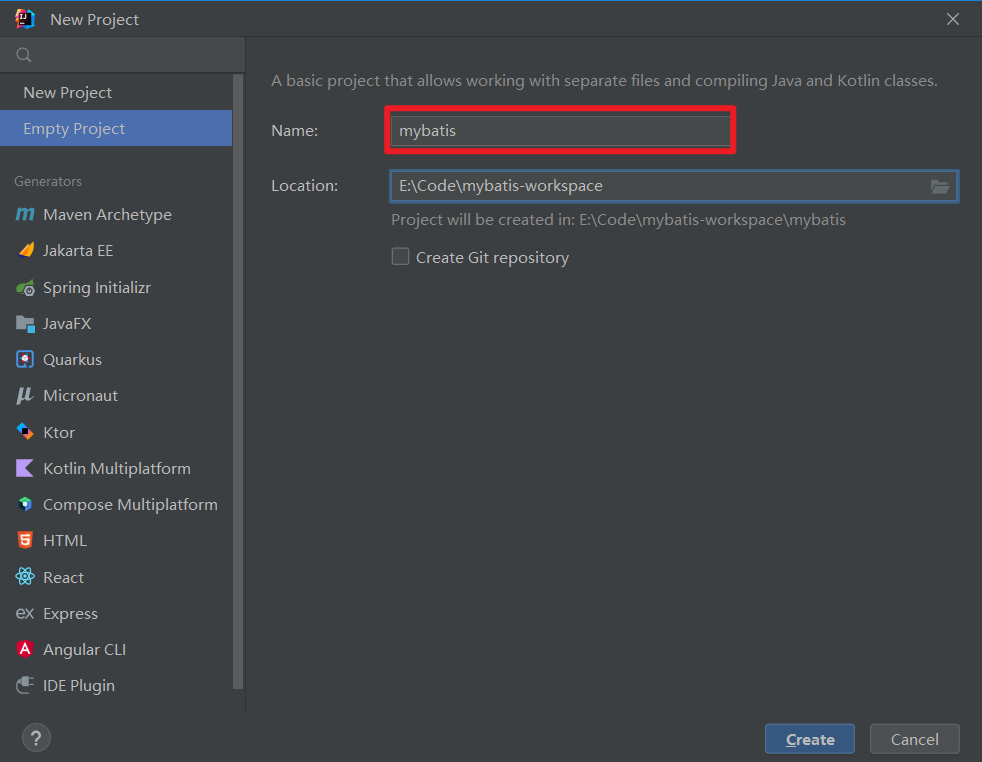 New Project
New Project
Empty Project
Generators
Maven Archetype
Jakarta EE
Spring Initializr
JavaFX
Quarkus
Micronaut
Ktor
Kotlin Multiplatform
Compose Multiplatform
HTML
React
ex Express
Angular CLI
IDE Plugin
A basic project that allows working with separate files and compiling Java and Kotlin classes.
Name: mybatis
Location: E:\Code\mybatis-workspace
Project will be created in: E:\Code\mybatis-workspace\mybatis
Create Git repository
?
Create
Cancel